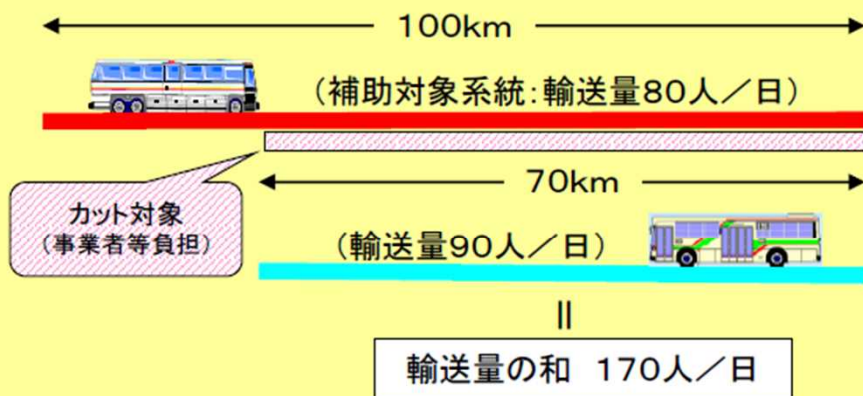 100km
(補助対象系統:輸送量80人/日)
70km
カット対象
(事業者等負担)
(輸送量90人/日)
||
輸送量の和 170人/日